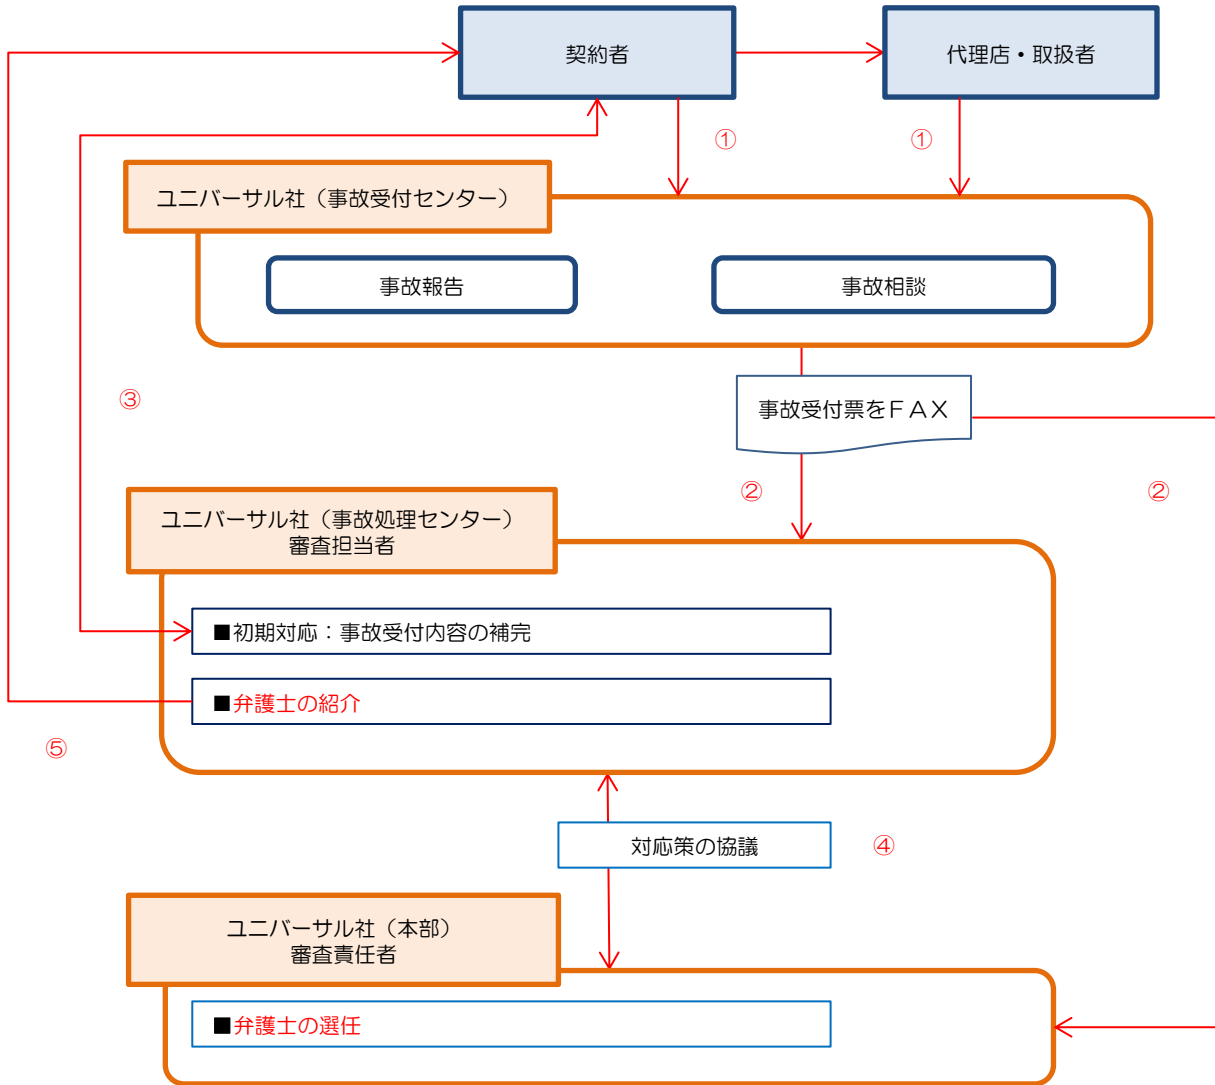 契約者
代理店・取扱者
①
①
ユニバーサル社（事故受付センター）
事故報告
事故相談
③
事故受付票をＦＡＸ
②
②
ユニバーサル社（事故処理センター）
審査担当者
■初期対応：事故受付内容の補完
■弁護士の紹介
⑤
対応策の協議
④
ユニバーサル社（本部）
審査責任者
■弁護士の選任